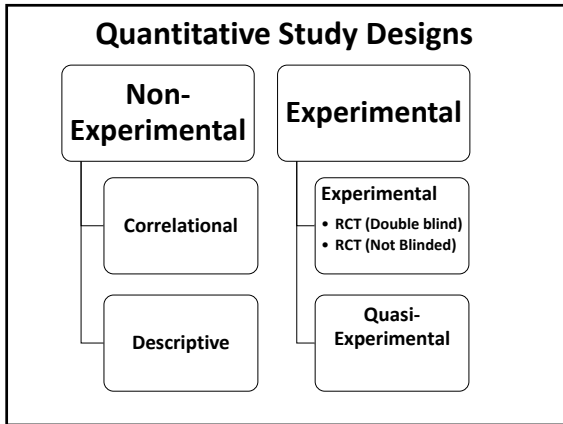 Quantitative Study Designs
Non-
Experimental
Correlational
Descriptive
Experimental
Experimental
• RCT (Double blind)
• RCT (Not Blinded)
Quasi-
Experimental